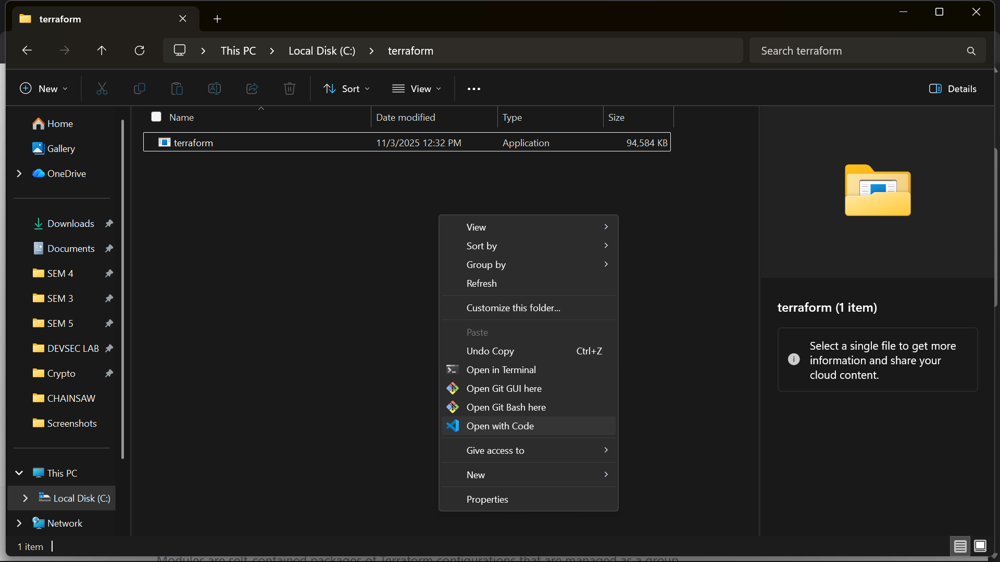 terraform
This PC
Local Disk (C:)
terraform
Search terraform
New
Sort
View
Details
Name
Date modified
Type
Size
terraform
11/3/2025 12:32 PM
Application
94,584 KB
Home
Gallery
OneDrive
Downloads
Documents
SEM 4
SEM 3
SEM 5
DEVSEC LAB
Crypto
CHAINSAW
Screenshots
This PC
Local Disk (C:)
Network
View
Sort by
Group by
Refresh
Customize this folder...
Paste
Undo Copy Ctrl+Z
Open in Terminal
Open Git GUI here
Open Git Bash here
Open with Code
Give access to
New
Properties
terraform (1 item)
Select a single file to get more
information and share your
cloud content.
1 item
Modules are self-contained packages of Terraform configurations that are managed as a group